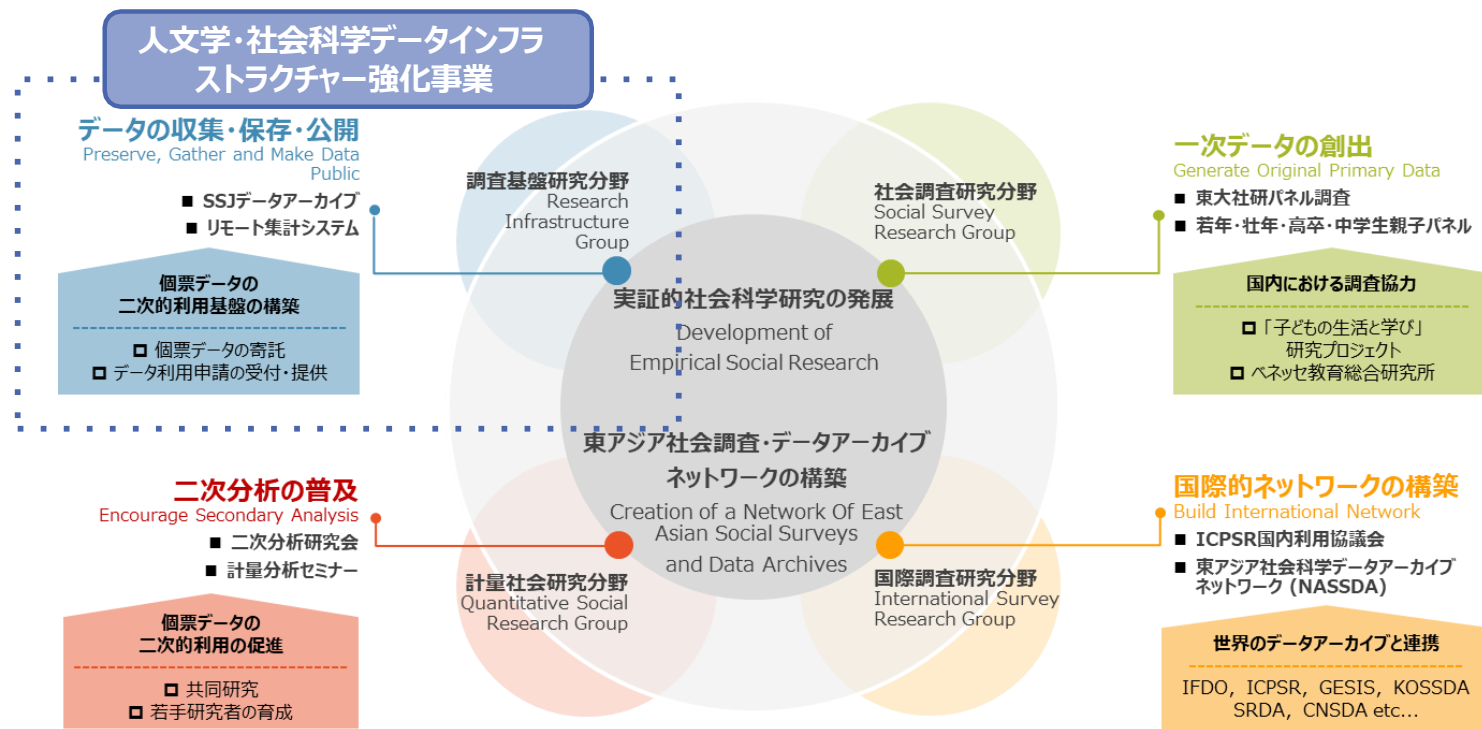 人文学・社会科学データインフラ
ストラクチャー強化事業
データの収集・保存・公開
Preserve, Gather and Make Data
Public
■ SSJデータアーカイブ
■ リモート集計システム
個票データの
二次的利用基盤の構築
個票データの寄託
データ利用申請の受付・提供
調査基盤研究分野
Research
Infrastructure
Group
社会調査研究分野
Social Survey
Research Group
一次データの創出
Generate Original Primary Data
■ 東大社研パネル調査
■ 若年・壮年・高卒・中学生親子パネル
国内における調査協力
「子どもの生活と学び」
研究プロジェクト
ベネッセ教育総合研究所
実証的社会科学研究の発展
Development of
Empirical Social Research
東アジア社会調査・データアーカイブ
ネットワークの構築
Creation of a Network Of East
Asian Social Surveys
and Data Archives
二次分析の普及
Encourage Secondary Analysis
■ 二次分析研究会
■ 計量分析セミナー
個票データの
二次的利用の促進
共同研究
若手研究者の育成
計量社会研究分野
Quantitative Social
Research Group
国際調査研究分野
International Survey
Research Group
国際的ネットワークの構築
Build International Network
■ ICPSR国内利用協議会
■ 東アジア社会科学データアーカイブ
ネットワーク (NASSDA)
世界のデータアーカイブと連携
IFDO, ICPSR, GESIS, KOSSDA
SRDA, CNSDA etc...